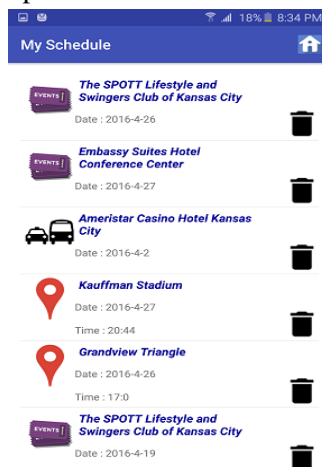 18% 8:34 PM
My Schedule
EVENTS
The SPOTT Lifestyle and
Swingers Club of Kansas City
Date : 2016-4-26
EVENTS
Embassy Suites Hotel
Conference Center
Date : 2016-4-27
Ameristar Casino Hotel Kansas
City
Date : 2016-4-2
Kauffman Stadium
Date : 2016-4-27
Time : 20:44
Grandview Triangle
Date : 2016-4-26
Time : 17:0
EVENTS
The SPOTT Lifestyle and
Swingers Club of Kansas City
Date : 2016-4-19